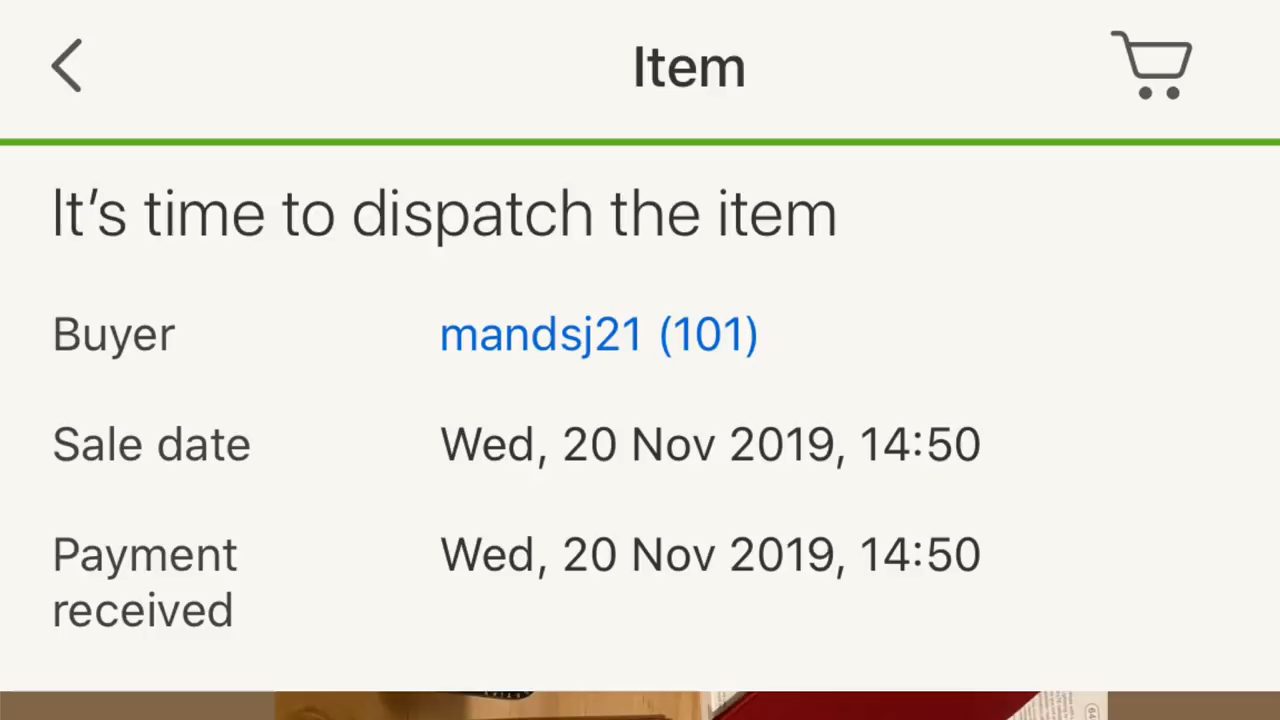 Item
It’s time to dispatch the item
Buyer mandsj21 (101)
Sale date Wed, 20 Nov 2019, 14:50
Payment received Wed, 20 Nov 2019, 14:50